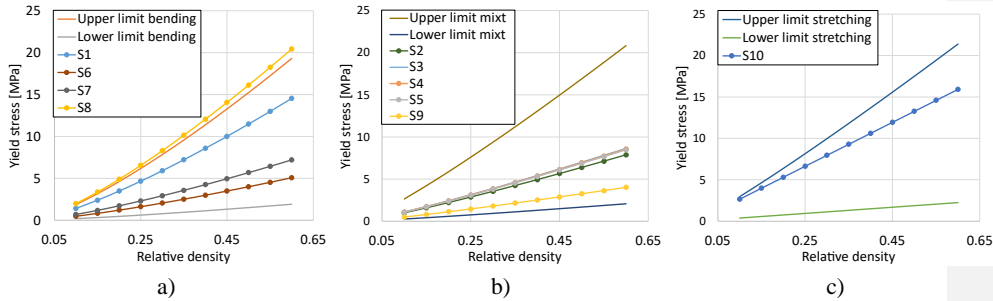 Upper limit bending
Lower limit bending
S1
S6
S7
S8
Yield stress [MPa]
25
20
15
10
5
0
0.05
0.25
0.45
0.65
Relative density
a)
Upper limit mixt
Lower limit mixt
S2
S3
S4
S5
S9
Yield stress [MPa]
25
20
15
10
5
0
0.05
0.25
0.45
0.65
Relative density
b)
Upper limit stretching
Lower limit stretching
S10
Yield stress [MPa]
25
20
15
10
5
0
0.05
0.25
0.45
0.65
Relative density
c)